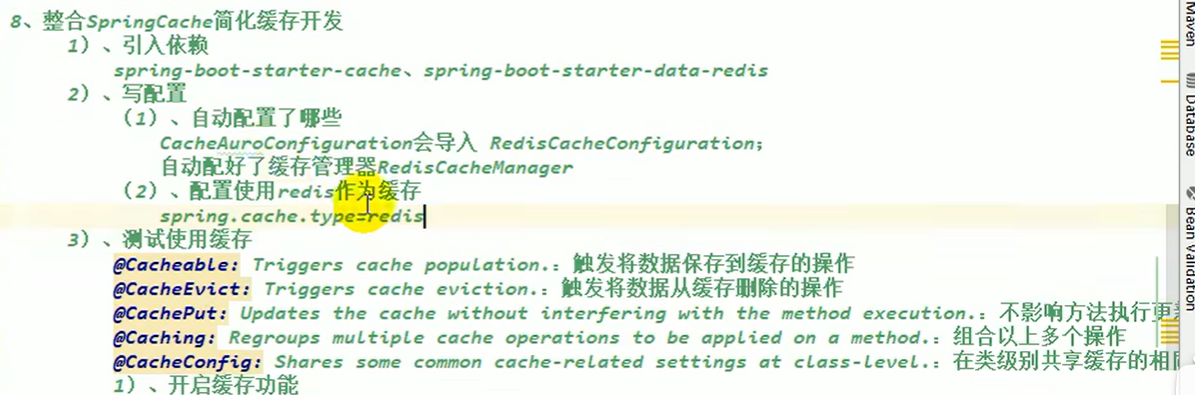 8、整合SpringCache简化缓存开发
1）、引入依赖
spring-boot-starter-cache、spring-boot-starter-data-redis
2）、写配置
（1）、自动配置了哪些
CacheAuroConfiguration会导入 RedisCacheConfiguration；
自动配好了缓存管理器RedisCacheManager
（2）、配置使用redis作为缓存
spring.cache.type=redis
3）、测试使用缓存
@Cacheable: Triggers cache population.：触发将数据保存到缓存的操作
@CacheEvict: Triggers cache eviction.：触发将数据从缓存删除的操作
@CachePut: Updates the cache without interfering with the method execution.：不影响方法执行更
@Caching: Regroups multiple cache operations to be applied on a method.：组合以上多个操作
@CacheConfig: Shares some common cache-related settings at class-level.：在类级别共享缓存的相
1）、开启缓存功能
Maven
Database
Bean Validation